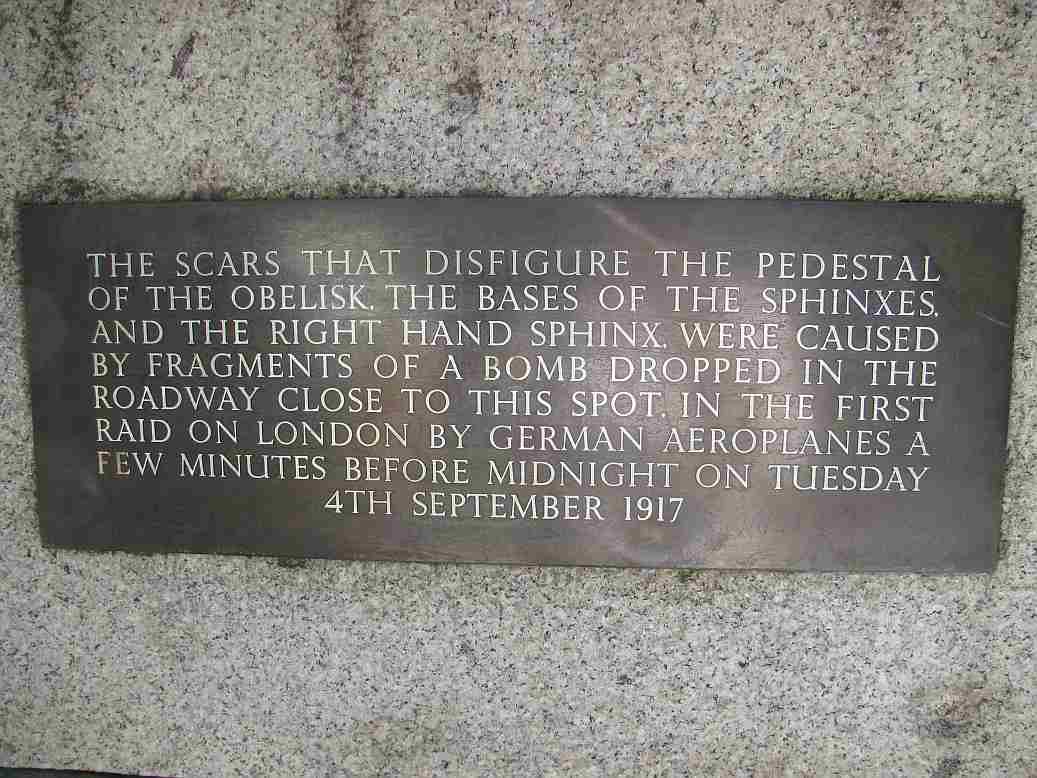 THE SCARS THAT DISFIGURE THE PEDESTAL
OF THE OBELISK, THE BASES OF THE SPHINXES,
AND THE RIGHT HAND SPHINX, WERE CAUSED
BY FRAGMENTS OF A BOMB DROPPED IN THE
ROADWAY CLOSE TO THIS SPOT, IN THE FIRST
RAID ON LONDON BY GERMAN AEROPLANES A
FEW MINUTES BEFORE MIDNIGHT ON TUESDAY
4TH SEPTEMBER 1917